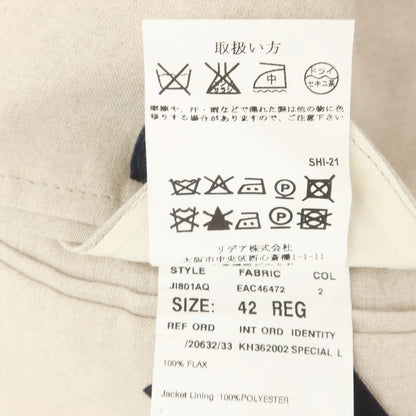 取扱い方
中
ドライ
セキユ系
摩擦や、汗・雨などで濡れた際は他の物に色
移りする場合がありますので、ご注意下さい。
SHI-21
リデア株式会社
大阪市中央区西心斎橋1-1-11
STYLE FABRIC COL
JI801AQ EAC46472 2
SIZE: 42 REG
REF ORD INT ORD IDENTITY
/20632/33 KH362002 SPECIAL L
100% FLAX
Jacket Lining :100%POLYESTER